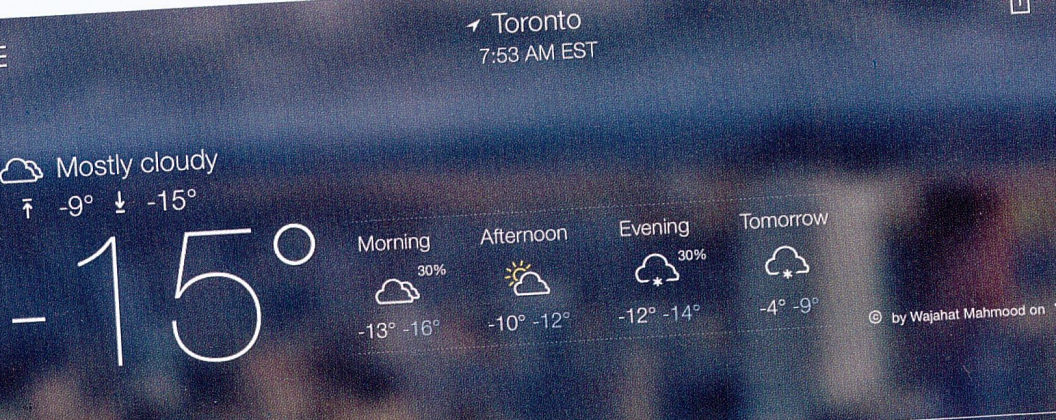 Toronto
7:53 AM EST
Mostly cloudy
-9° -15°
-15°
Morning
30%
-13° -16°
Afternoon
-10° -12°
Evening
30%
-12° -14°
Tomorrow
-4° -9°
© by Wajahat Mahmood on